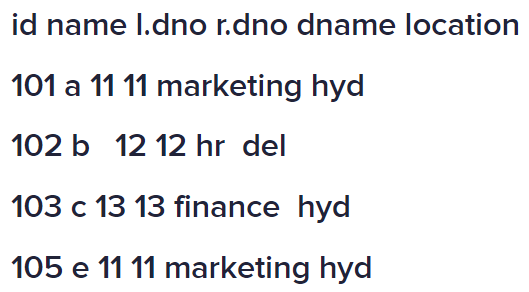 id name l.dno r.dno dname location
101 a 11 11 marketing hyd
102 b   12 12 hr  del
103 c 13 13 finance  hyd
105 e 11 11 marketing hyd